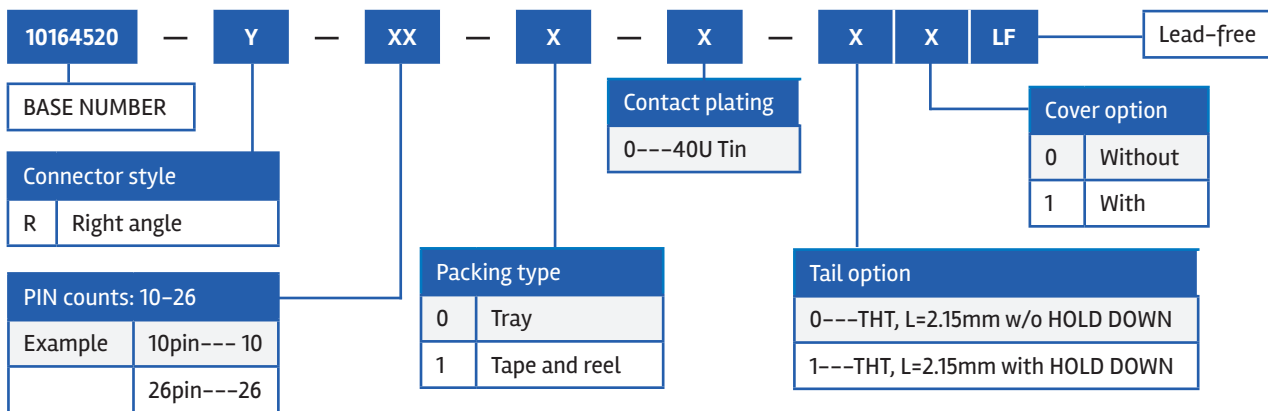 10164520 — Y — XX — X — X — X X LF Lead-free
BASE NUMBER
Connector style
R Right angle
PIN counts: 10-26
Example 10pin--- 10
26pin---26
Packing type
0 Tray
1 Tape and reel
Contact plating
0---40U Tin
Tail option
0---THT, L=2.15mm w/o HOLD DOWN
1---THT, L=2.15mm with HOLD DOWN
Cover option
0 Without
1 With